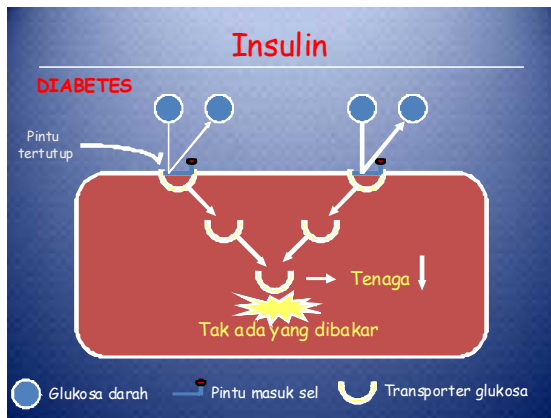 Insulin
DIABETES
Pintu
tertutup
Tenaga
Tak ada yang dibakar
Glukosa darah
Pintu masuk sel
Transporter glukosa